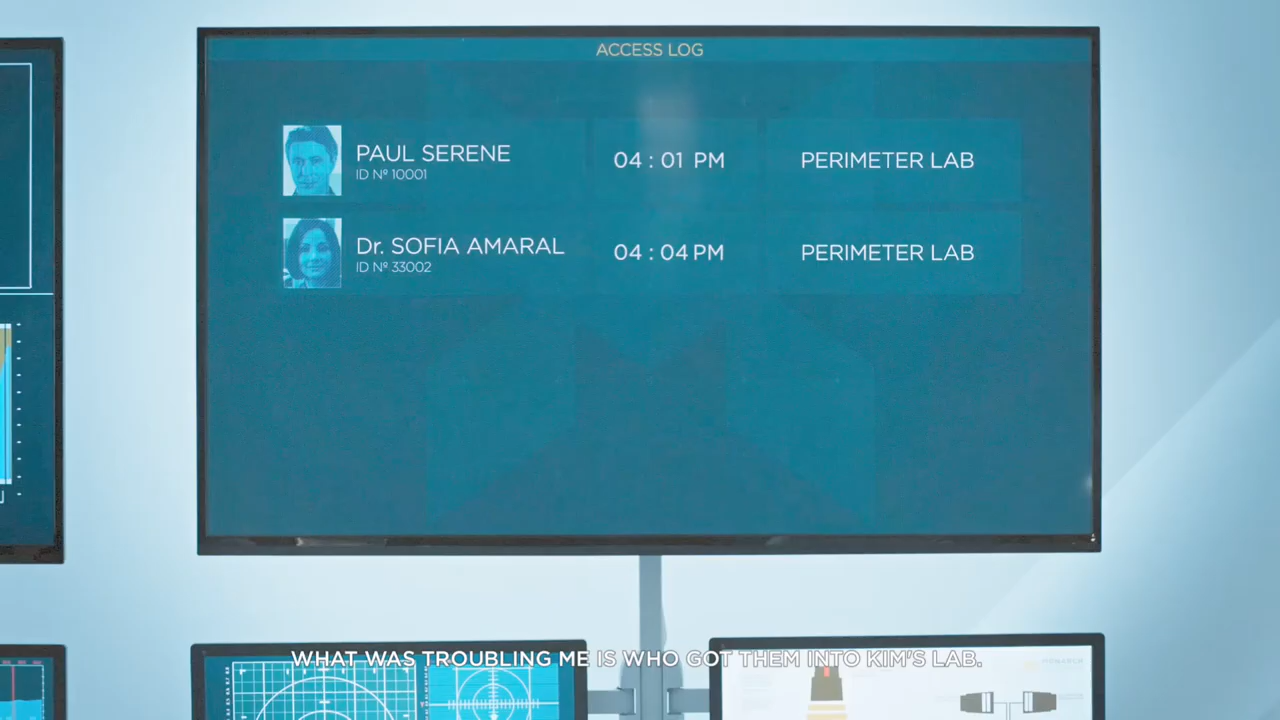 ACCESS LOG
PAUL SERENE
ID Nº 10001
04 : 01 PM
PERIMETER LAB
Dr. SOFIA AMARAL
ID Nº 33002
04 : 04 PM
PERIMETER LAB
WHAT WAS TROUBLING ME IS WHO GOT THEM INTO KIM'S LAB.
MONARCH